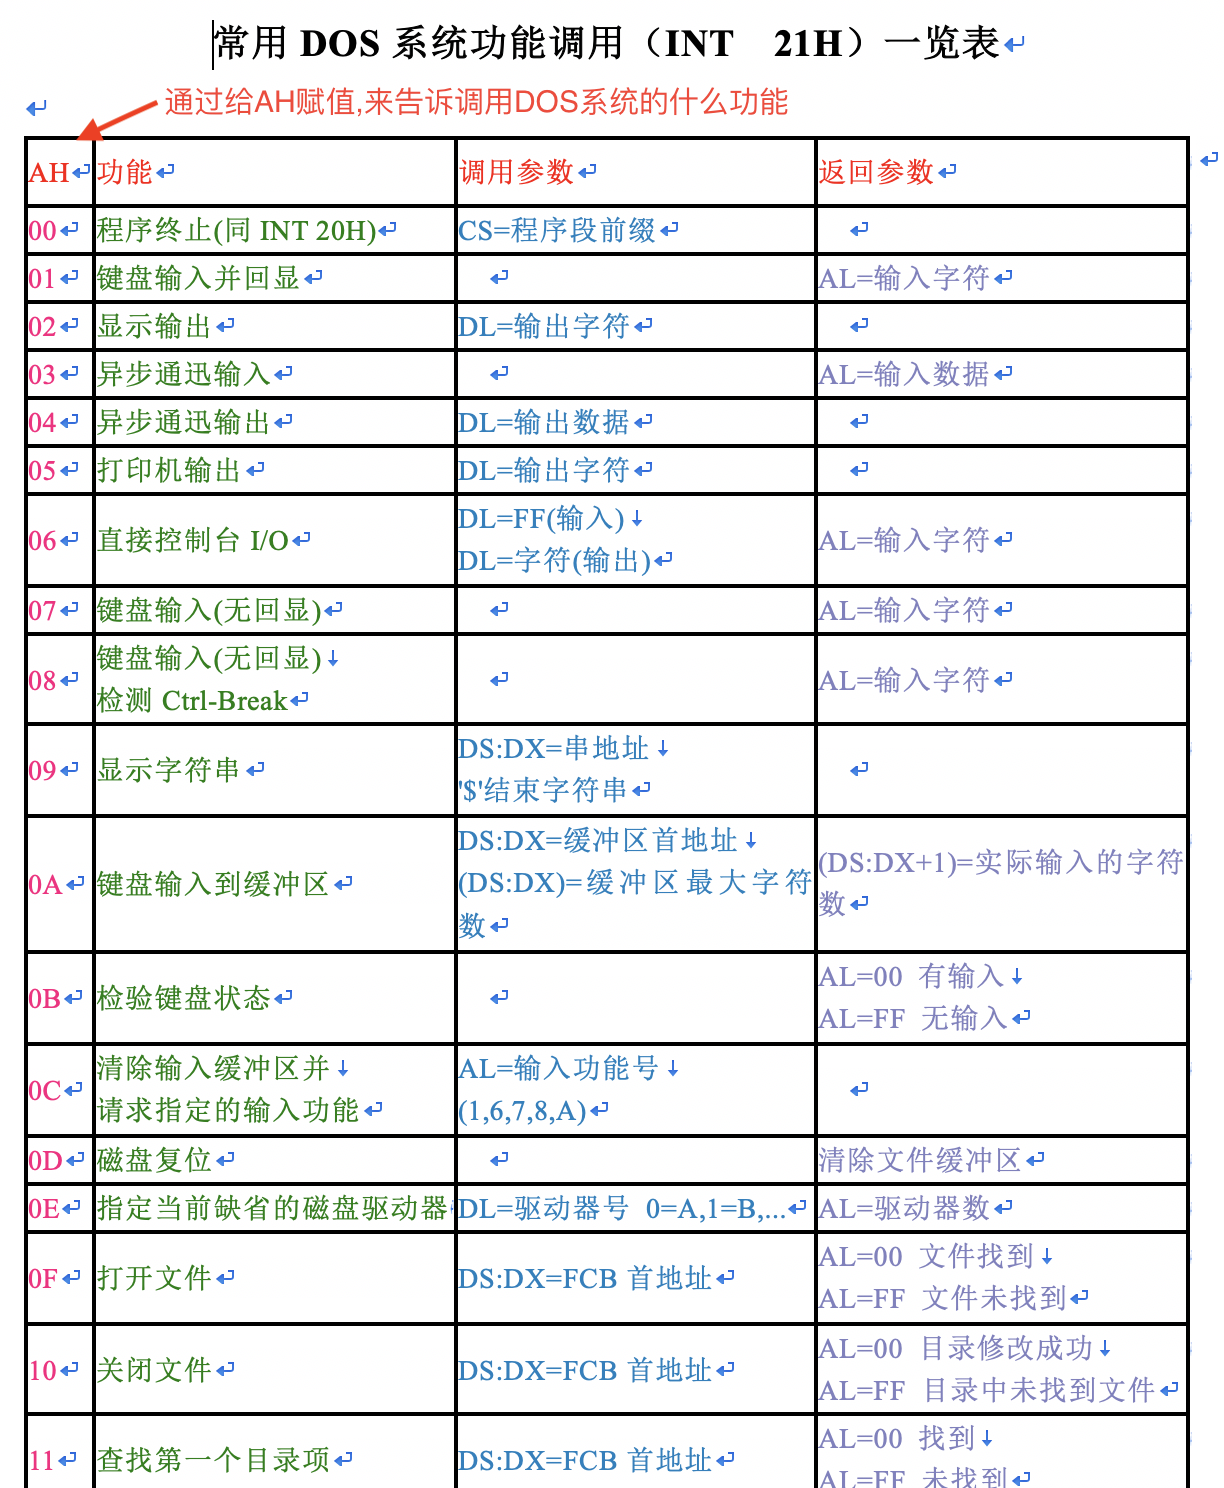 常用 DOS 系统功能调用（INT 21H）一览表
通过给AH赋值,来告诉调用DOS系统的什么功能
AH 功能 调用参数 返回参数
00 程序终止(同 INT 20H) CS=程序段前缀
01 键盘输入并回显 AL=输入字符
02 显示输出 DL=输出字符
03 异步通迅输入 AL=输入数据
04 异步通迅输出 DL=输出数据
05 打印机输出 DL=输出字符
06 直接控制台 I/O DL=FF(输入)
DL=字符(输出) AL=输入字符
07 键盘输入(无回显) AL=输入字符
08 键盘输入(无回显)
检测 Ctrl-Break AL=输入字符
09 显示字符串 DS:DX=串地址
'$'结束字符串
0A 键盘输入到缓冲区 DS:DX=缓冲区首地址
(DS:DX)=缓冲区最大字符
数 (DS:DX+1)=实际输入的字符
数
0B 检验键盘状态 AL=00 有输入
AL=FF 无输入
0C 清除输入缓冲区并
请求指定的输入功能 AL=输入功能号
(1,6,7,8,A)
0D 磁盘复位 清除文件缓冲区
0E 指定当前缺省的磁盘驱动器 DL=驱动器号 0=A,1=B,... AL=驱动器数
0F 打开文件 DS:DX=FCB 首地址 AL=00 文件找到
AL=FF 文件未找到
10 关闭文件 DS:DX=FCB 首地址 AL=00 目录修改成功
AL=FF 目录中未找到文件
11 查找第一个目录项 DS:DX=FCB 首地址 AL=00 找到
AL=FF 未找到